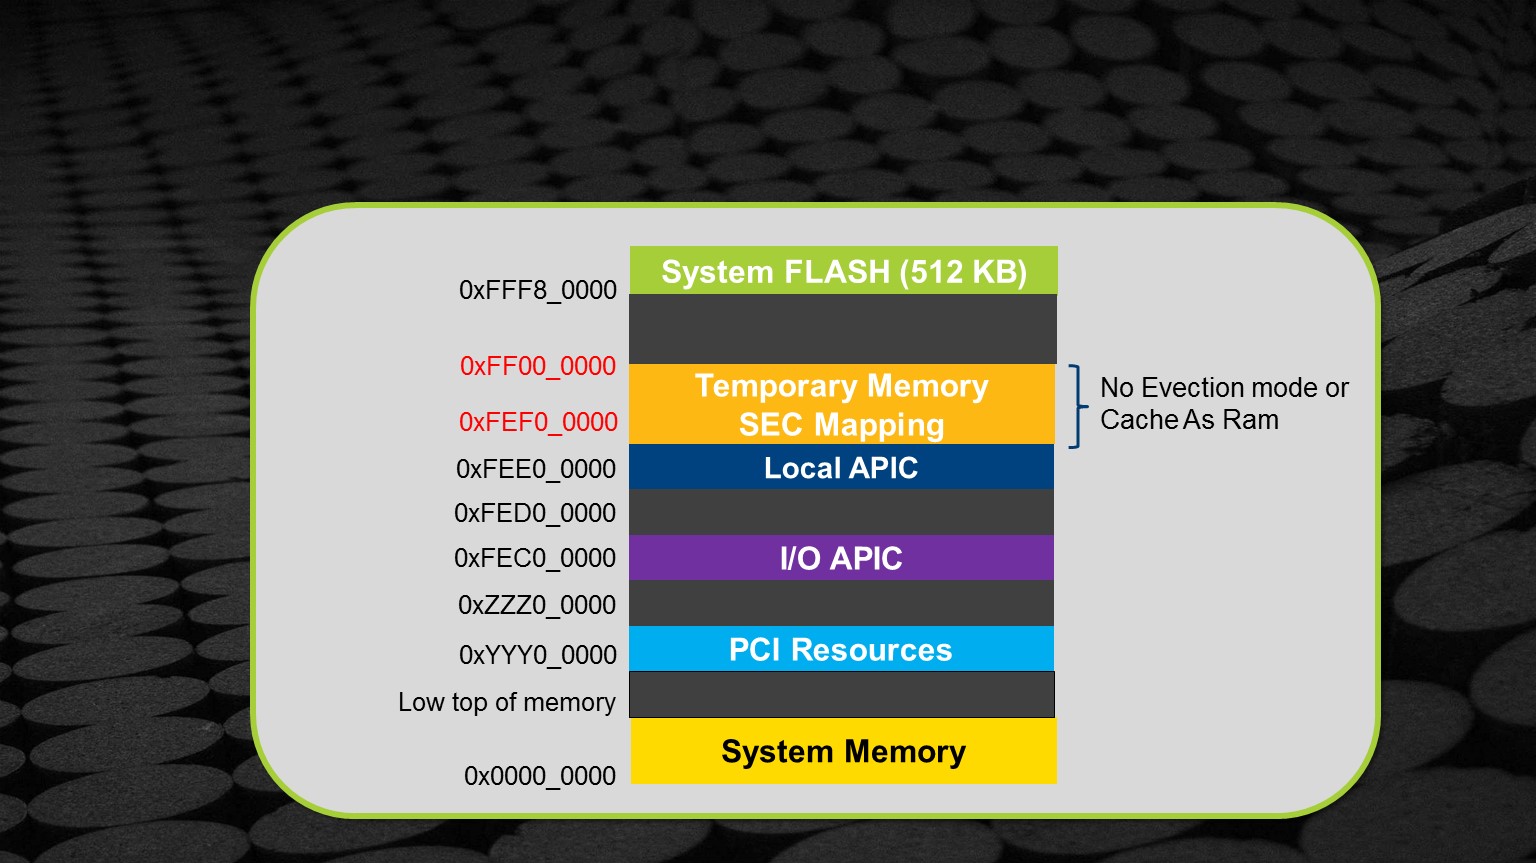 System FLASH (512 KB)
0xFFF8_0000
0xFF00_0000
Temporary Memory
SEC Mapping
0xFEF0_0000
No Evection mode or
Cache As Ram
0xFEE0_0000
Local APIC
0xFED0_0000
0xFEC0_0000
I/O APIC
0xZZZ0_0000
0xYYY0_0000
PCI Resources
Low top of memory
System Memory
0x0000_0000